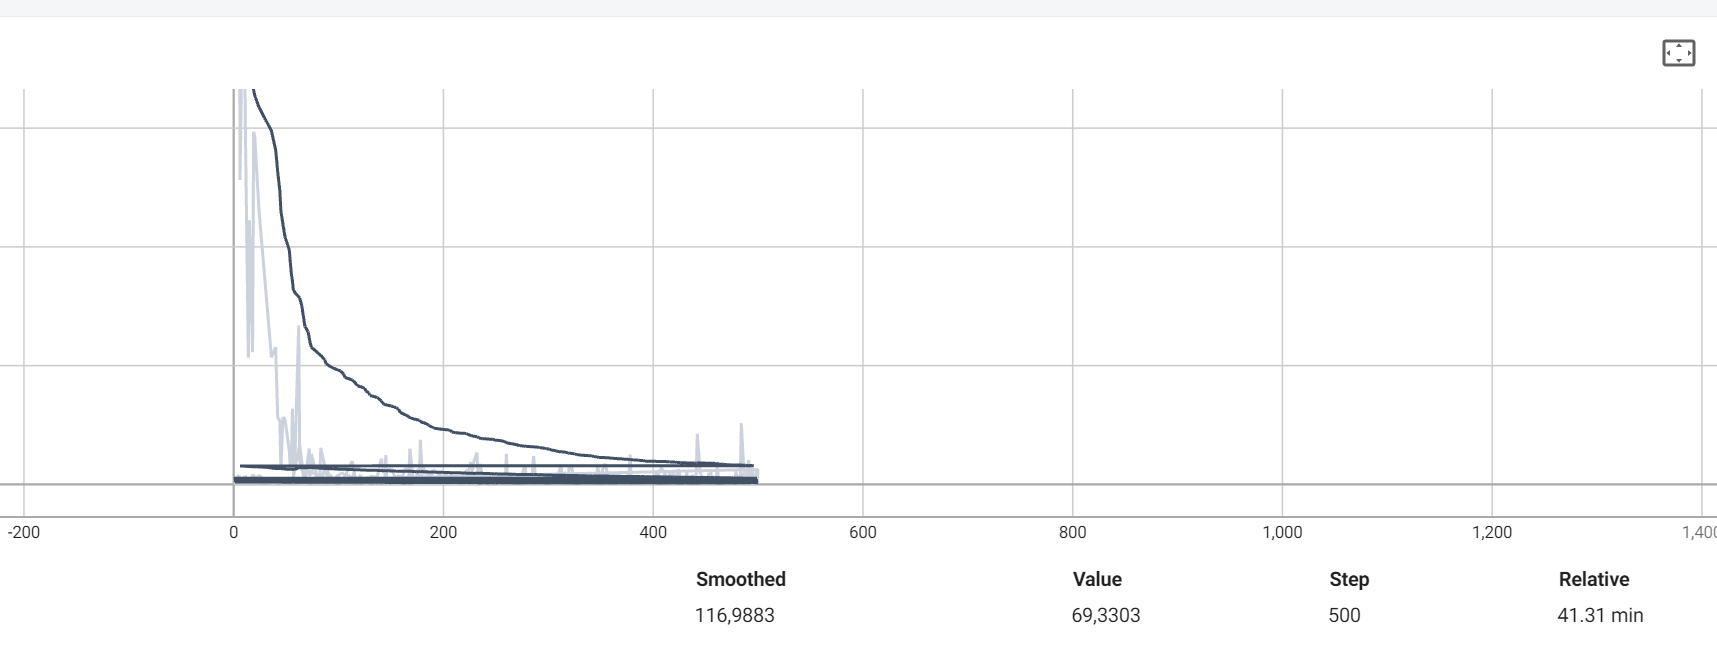 -200 0 200 400 600 800 1,000 1,200 1,400
Smoothed Value Step Relative
116,9883 69,3303 500 41.31 min